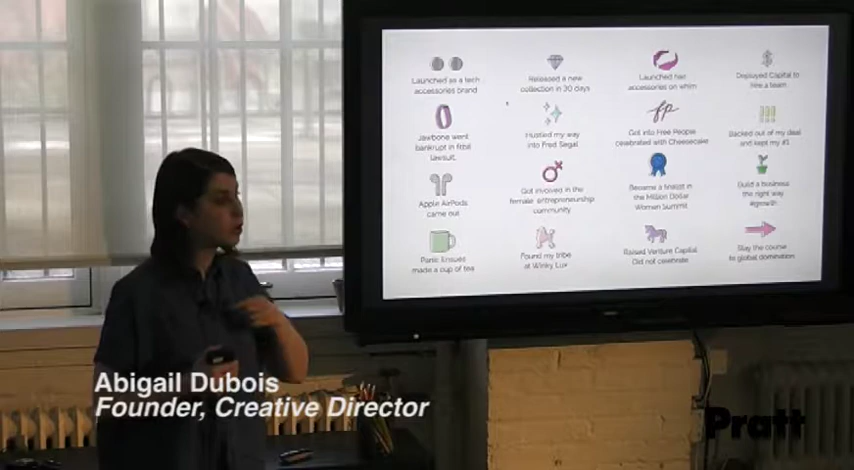 Launched as a tech
accessories brand
Released a new
collection in 30 days
Launched hair
accessories on whim
Deployed Capital to
hire a team
Jawbone went
bankrupt in fitbit
lawsuit.
Hustled my way
into Fred Segal
fp
Got into Free People
celebrated with Cheesecake
Backed out of my deal
and kept my #1
Apple AirPods
came out
Got involved in the
female entrepreneurship
community
Became a finalist in
the Million Dollar
Women Summit
Build a business
the right way
#growth
Panic Ensues
made a cup of tea
Found my tribe
at Winky Lux
Raised Venture Capital
Did not celebrate
Stay the course
to global domination
Abigail Dubois
Founder, Creative Director
Pratt